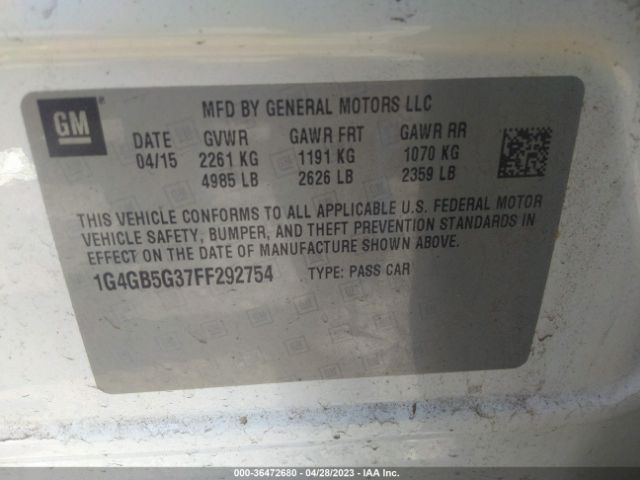 GM
MFD BY GENERAL MOTORS LLC
DATE GVWR GAWR FRT GAWR RR
04/15 2261 KG 1191 KG 1070 KG
4985 LB 2626 LB 2359 LB
THIS VEHICLE CONFORMS TO ALL APPLICABLE U.S. FEDERAL MOTOR
VEHICLE SAFETY, BUMPER, AND THEFT PREVENTION STANDARDS IN
EFFECT ON THE DATE OF MANUFACTURE SHOWN ABOVE.
1G4GB5G37FF292754 TYPE: PASS CAR
000-36472680 - 04/28/2023 - IAA Inc.